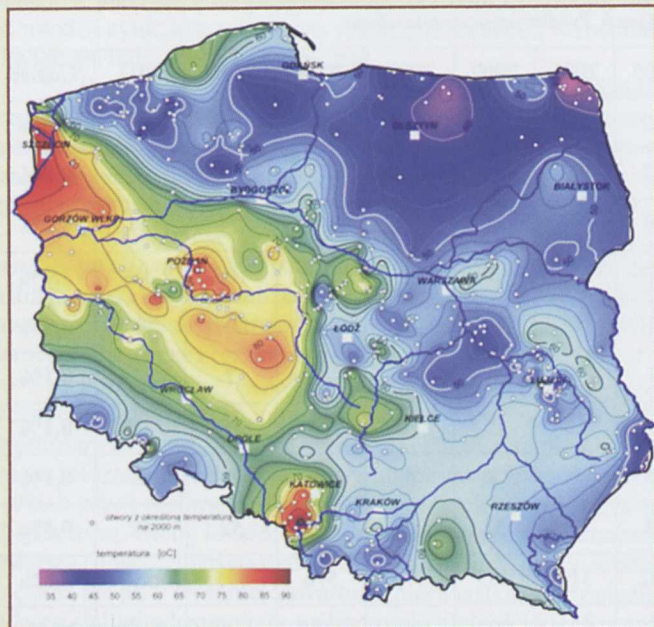 GDAŃSK
OLSZTYN
SZCZECIN
BYDGOSZCZ
BIAŁYSTOK
GORZÓW WLKP
POZNAŃ
WARSZAWA
ŁÓDŹ
WROCŁAW
LUBLIN
KIELCE
OPOLE
KATOWICE
KRAKÓW
RZESZÓW
otwory z określoną temperaturą
na 2000 m
temperatura [oC]
35 40 45 50 55 60 65 70 75 80 85 90